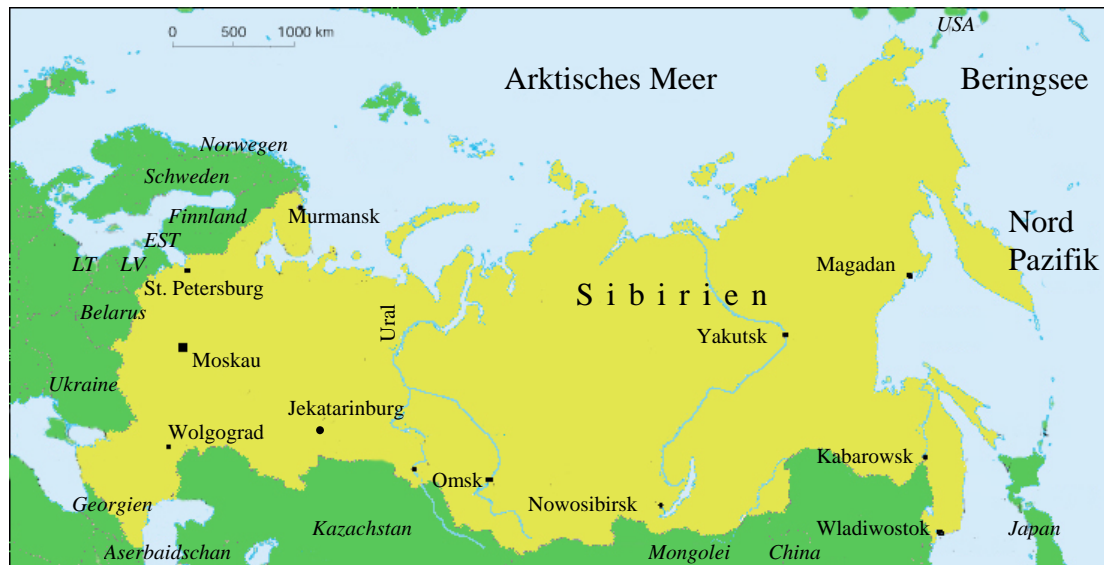 USA
0 500 1000 km
Arktisches Meer
Beringsee
Norwegen
Schweden
Finnland
Murmansk
EST
Nord
Pazifik
LT
LV
Magadan
St. Petersburg
Sibirien
Belarus
Ural
Yakutsk
Moskau
Ukraine
Jekatarinburg
Wolgograd
Kabarowsk
Omsk
Nowosibirsk
Georgien
Kazachstan
Wladiwostok
Japan
Aserbaidschan
Mongolei
China